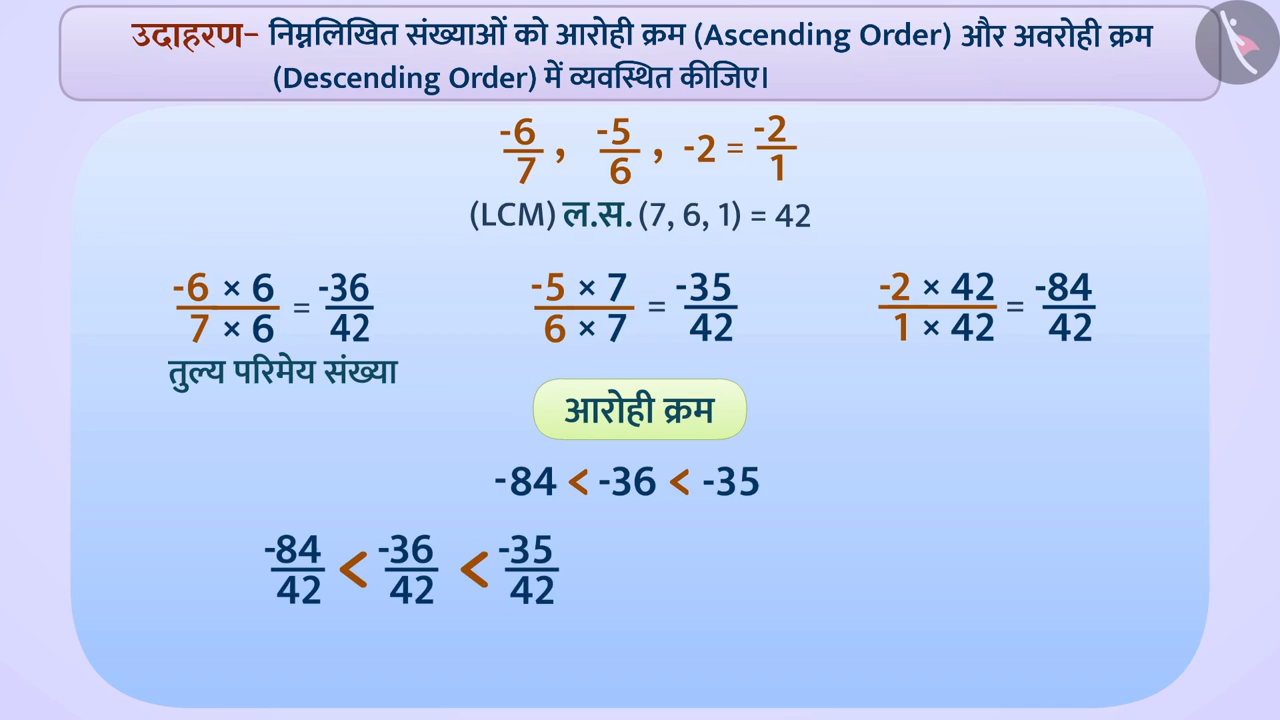 उदाहरण– निम्नलिखित संख्याओं को आरोही क्रम (Ascending Order) और अवरोही क्रम
(Descending Order) में व्यवस्थित कीजिए।
-6/7 , -5/6 , -2 = -2/1
(LCM) ल.स. (7, 6, 1) = 42
-6 × 6 / 7 × 6 = -36/42
-5 × 7 / 6 × 7 = -35/42
-2 × 42 / 1 × 42 = -84/42
तुल्य परिमेय संख्या
आरोही क्रम
-84 < -36 < -35
-84/42 < -36/42 < -35/42